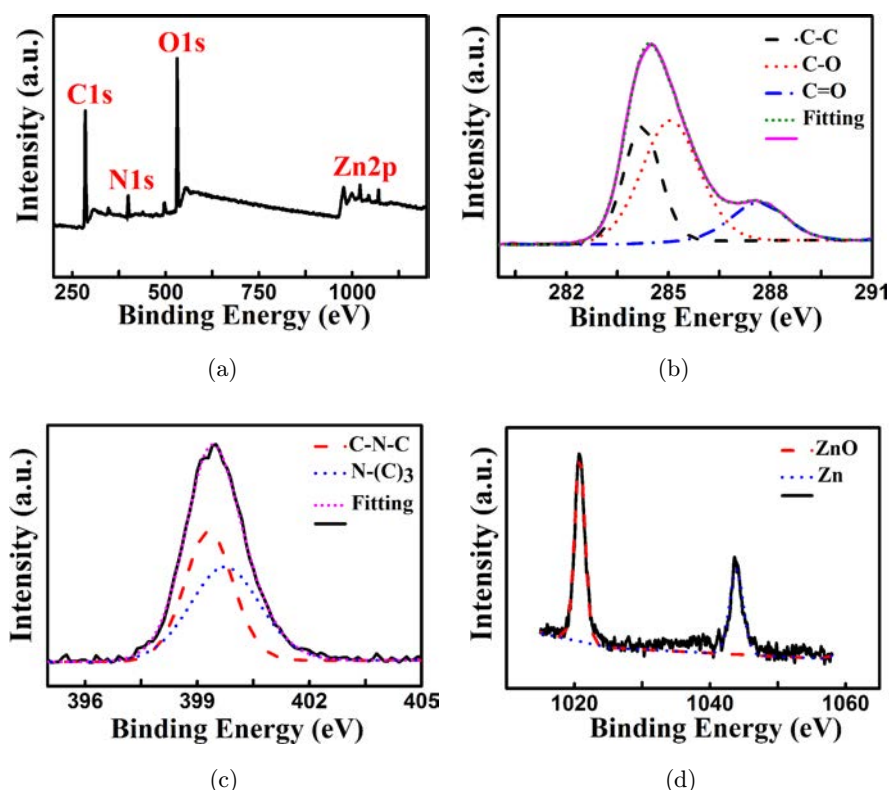 Intensity (a.u.)
C1s
N1s
O1s
Zn2p
250 500 750 1000
Binding Energy (eV)
(a)
Intensity (a.u.)
C-C
C-O
C=O
Fitting
282 285 288 291
Binding Energy (eV)
(b)
Intensity (a.u.)
C-N-C
N-(C)3
Fitting
396 399 402 405
Binding Energy (eV)
(c)
Intensity (a.u.)
ZnO
Zn
1020 1040 1060
Binding Energy (eV)
(d)